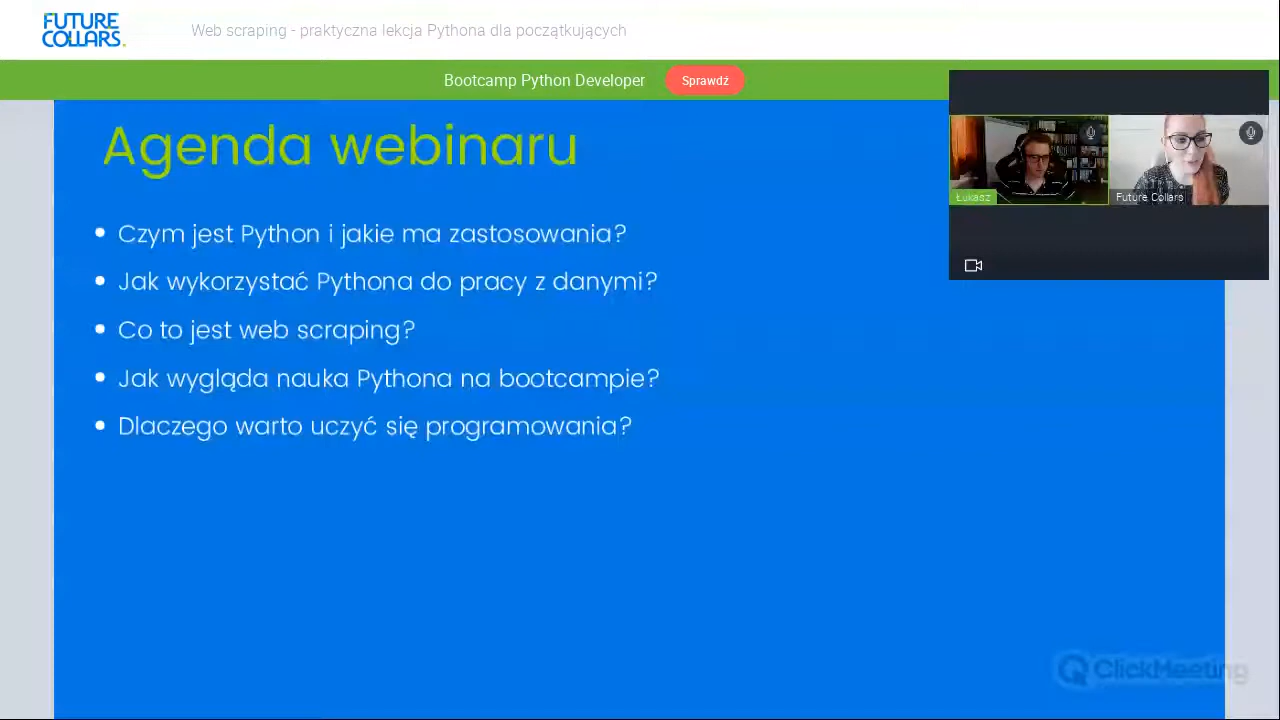 FUTURE
COLLARS.
Web scraping - praktyczna lekcja Pythona dla początkujących
Bootcamp Python Developer
Sprawdź
Agenda webinaru
• Czym jest Python i jakie ma zastosowania?
• Jak wykorzystać Pythona do pracy z danymi?
• Co to jest web scraping?
• Jak wygląda nauka Pythona na bootcampie?
• Dlaczego warto uczyć się programowania?
Łukasz
Future Collars
ClickMeeting